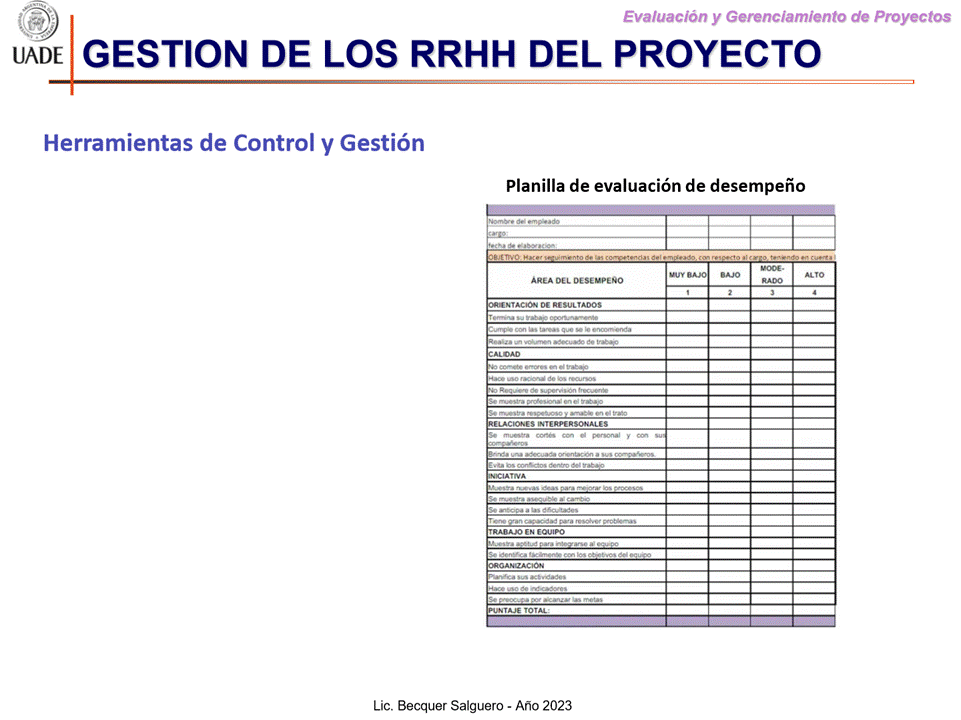 Evaluación y Gerenciamiento de Proyectos
UADE
GESTION DE LOS RRHH DEL PROYECTO
Herramientas de Control y Gestión
Planilla de evaluación de desempeño
Nombre del empleado
cargo:
fecha de elaboracion:
OBJETIVO: Hacer seguimiento de las competencias del empleado, con respecto al cargo, teniendo en cuenta
ÁREA DEL DESEMPEÑO MUY BAJO BAJO MODE-
RADO ALTO
1 2 3 4
ORIENTACIÓN DE RESULTADOS
Termina su trabajo oportunamente
Cumple con las tareas que se le encomienda
Realiza un volumen adecuado de trabajo
CALIDAD
No comete errores en el trabajo
Hace uso racional de los recursos
No Requiere de supervisión frecuente
Se muestra profesional en el trabajo
Se muestra respetuoso y amable en el trato
RELACIONES INTERPERSONALES
Se muestra cortés con el personal y con sus
compañeros
Brinda una adecuada orientación a sus compañeros.
Evita los conflictos dentro del trabajo
INICIATIVA
Muestra nuevas ideas para mejorar los procesos
Se muestra asequible al cambio
Se anticipa a las dificultades
Tiene gran capacidad para resolver problemas
TRABAJO EN EQUIPO
Muestra aptitud para integrarse al equipo
Se identifica fácilmente con los objetivos del equipo
ORGANIZACIÓN
Planifica sus actividades
Hace uso de indicadores
Se preocupa por alcanzar las metas
PUNTAJE TOTAL:
Lic. Becquer Salguero - Año 2023